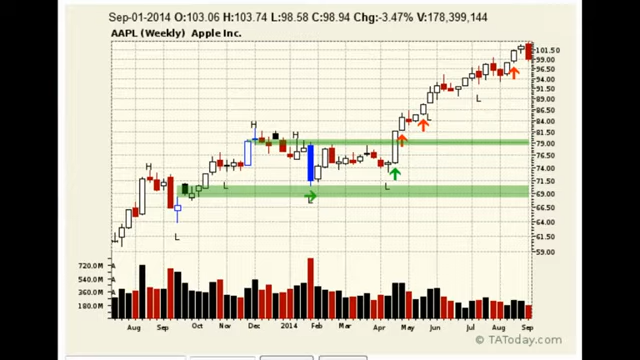 Sep-01-2014 O:103.06 H:103.74 L:98.58 C:98.94 Chg:-3.47% V:178,399,144
AAPL (Weekly) Apple Inc.
101.50
99.00
96.50
94.00
91.50
89.00
86.50
84.00
81.50
79.00
76.50
74.00
71.50
69.00
66.50
64.00
61.50
59.00
H
H
H
L
L
L
L
L
L
720.0M
540.0M
360.0M
180.0M
Aug Sep Oct Nov Dec 2014 Feb Mar Apr May Jun Jul Aug Sep
© TAToday.com